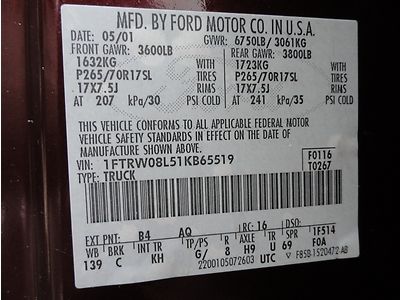 MFD. BY FORD MOTOR CO. IN U.S.A.
DATE: 05/01 GVWR: 6750LB/ 3061KG
FRONT GAWR: 3600LB REAR GAWR: 3800LB
1632KG 1723KG
P265/70R17SL TIRES P265/70R17SL TIRES
17X7.5J RIMS 17X7.5J RIMS
AT 207 kPa/30 PSI COLD AT 241 kPa/35 PSI COLD
THIS VEHICLE CONFORMS TO ALL APPLICABLE FEDERAL MOTOR
VEHICLE SAFETY STANDARDS IN EFFECT ON THE DATE OF
MANUFACTURE SHOWN ABOVE.
VIN: 1FTRW08L51KB65519 F0116
TYPE: TRUCK T0267
EXT PNT: B4 AQ RC: 16 DSO:
WB BRK INT TR TP/PS R AXLE TR SPR 1F514
139 C KH G/ 8 H9 U 69 F0A
2200105072603 UTC F85B-1520472-AB